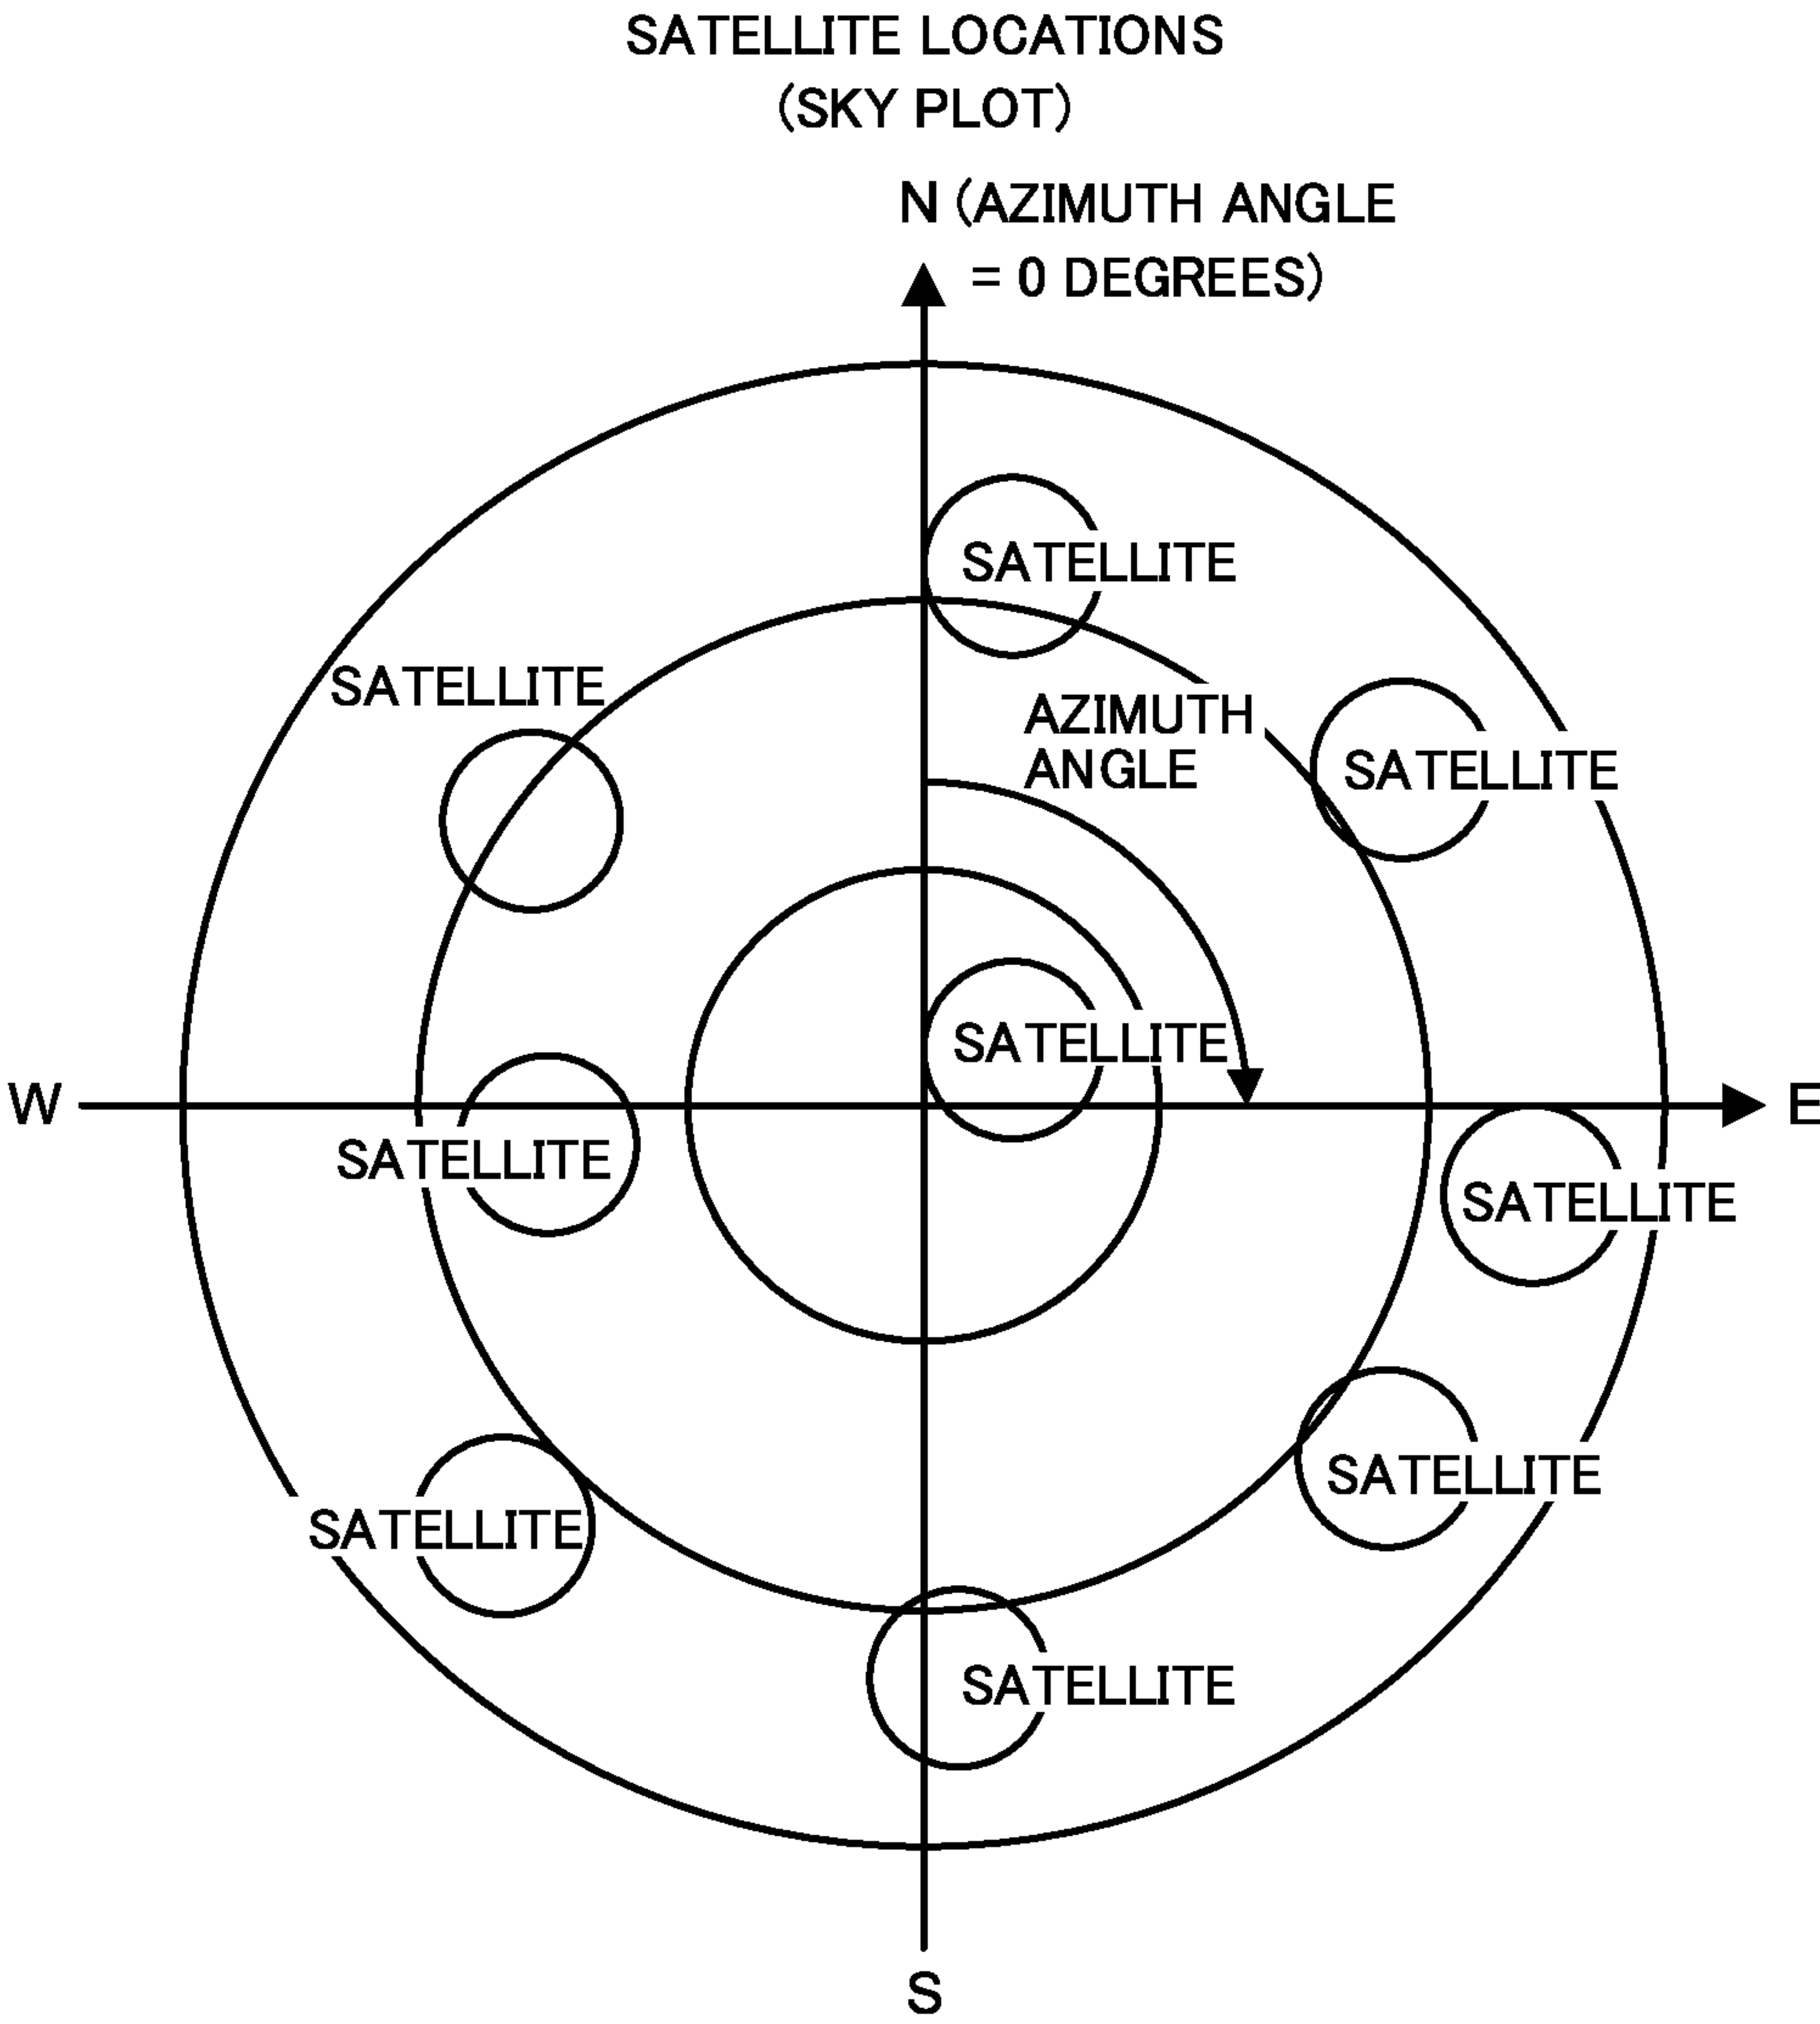 SATELLITE LOCATIONS
(SKY PLOT)
N (AZIMUTH ANGLE
= 0 DEGREES)
SATELLITE
SATELLITE
AZIMUTH
ANGLE
SATELLITE
SATELLITE
W
E
SATELLITE
SATELLITE
SATELLITE
SATELLITE
SATELLITE
S